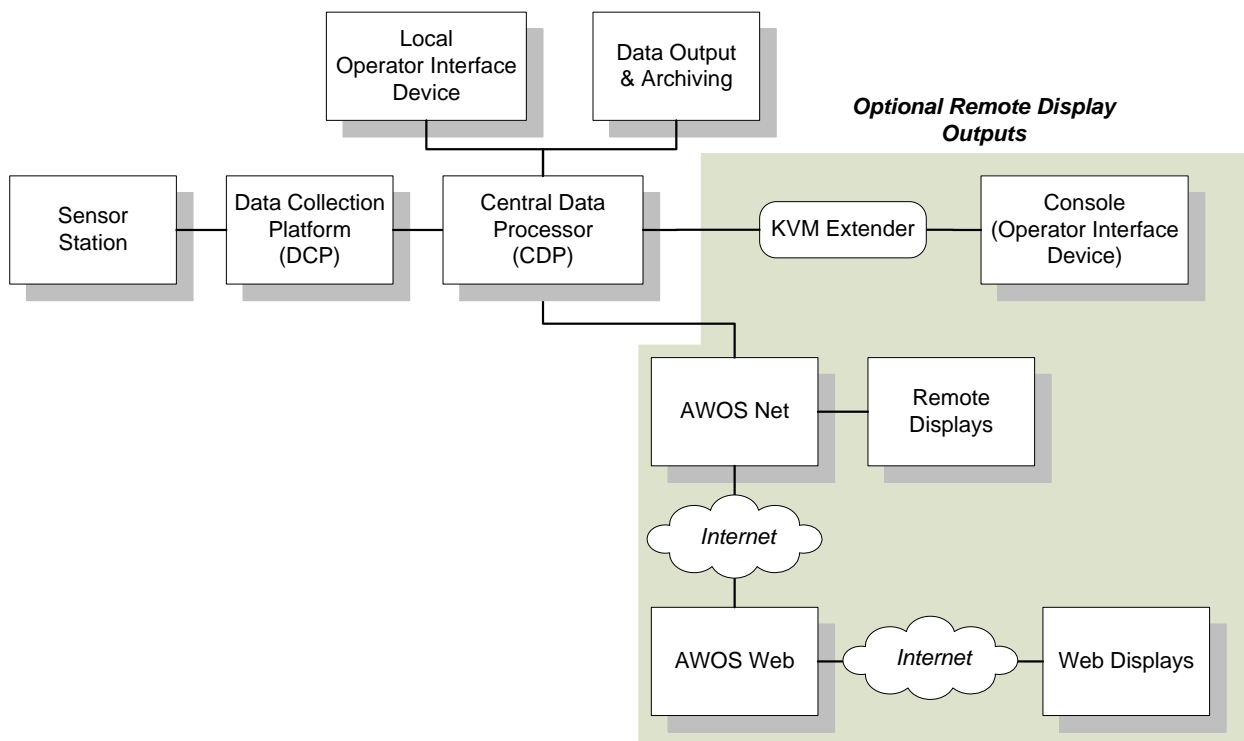 Local
Operator Interface
Device
Data Output
& Archiving
Optional Remote Display
Outputs
Sensor
Station
Data Collection
Platform
(DCP)
Central Data
Processor
(CDP)
KVM Extender
Console
(Operator Interface
Device)
AWOS Net
Remote
Displays
Internet
AWOS Web
Internet
Web Displays